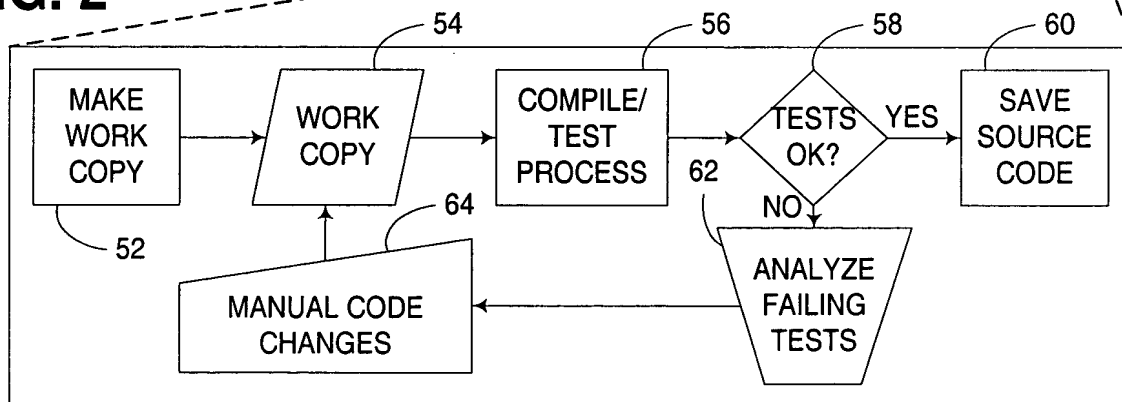 FIG. 2
54
56
58
60
MAKE
WORK
COPY
WORK
COPY
COMPILE/
TEST
PROCESS
TESTS
OK?
YES
SAVE
SOURCE
CODE
52
64
62
NO
MANUAL CODE
CHANGES
ANALYZE
FAILING
TESTS